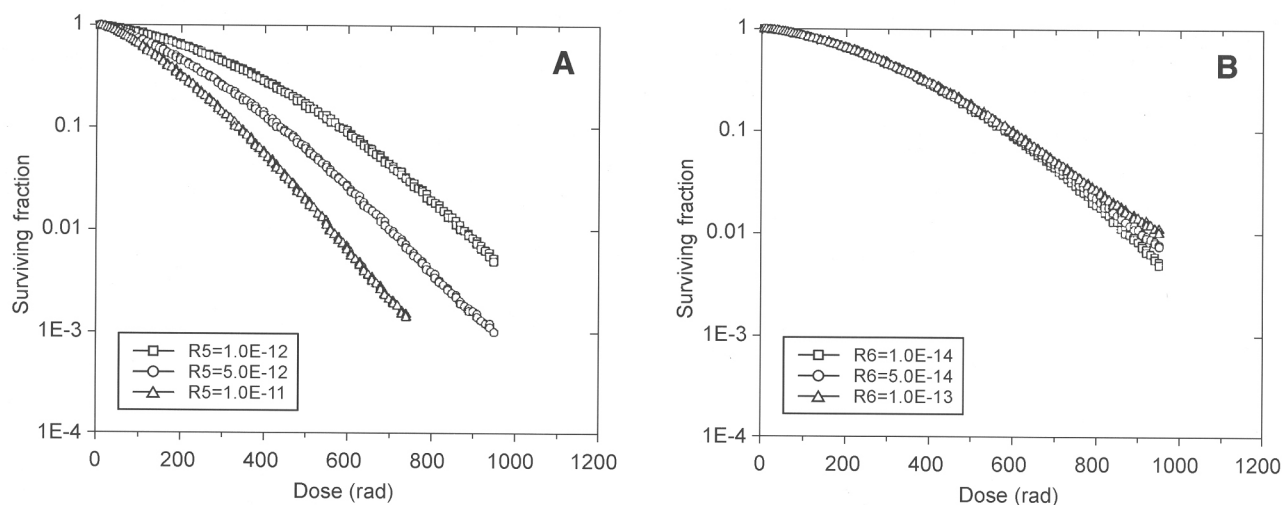 A
Surviving fraction
1
0.1
0.01
1E-3
1E-4
R5=1.0E-12
R5=5.0E-12
R5=1.0E-11
0 200 400 600 800 1000 1200
Dose (rad)
B
Surviving fraction
1
0.1
0.01
1E-3
1E-4
R6=1.0E-14
R6=5.0E-14
R6=1.0E-13
0 200 400 600 800 1000 1200
Dose (rad)